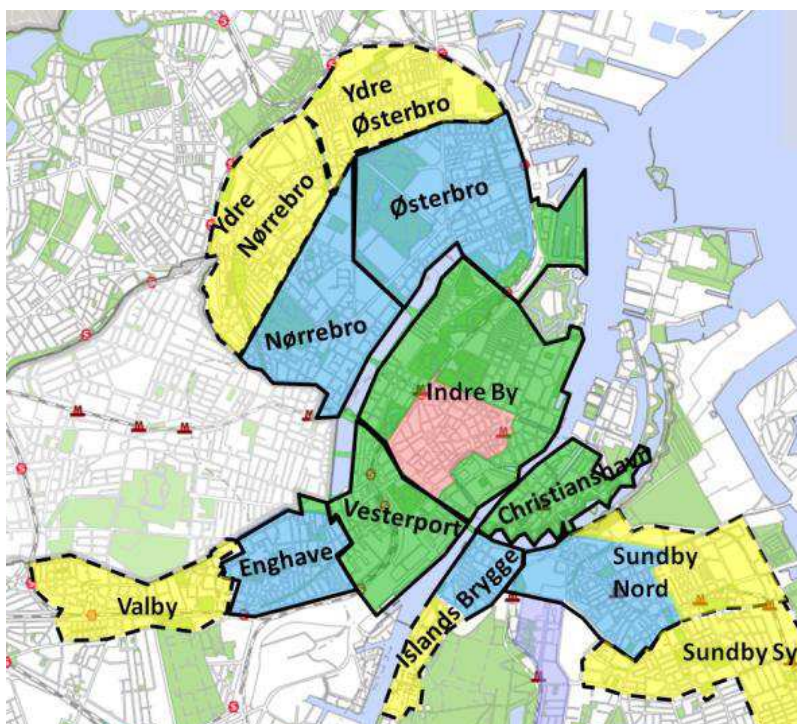 Ydre
Østerbro
Ydre
Nørrebro
Østerbro
Nørrebro
Indre By
Christianshavn
Vesterport
Enghave
Valby
Islands Brygge
Sundby
Nord
Sundby Sy